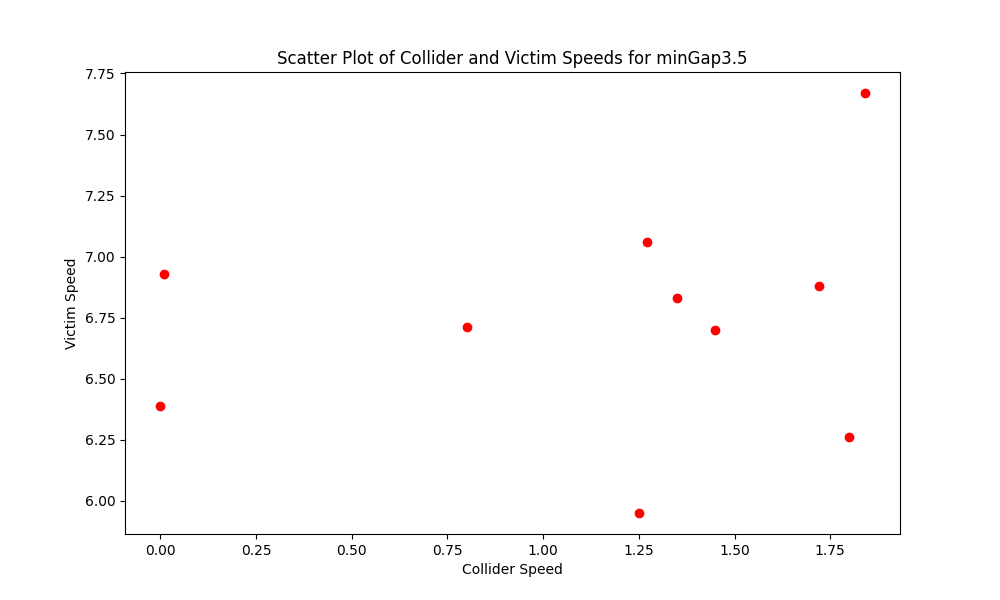 Scatter Plot of Collider and Victim Speeds for minGap3.5
7.75
7.50
7.25
7.00
6.75
6.50
6.25
6.00
Victim Speed
0.00 0.25 0.50 0.75 1.00 1.25 1.50 1.75
Collider Speed